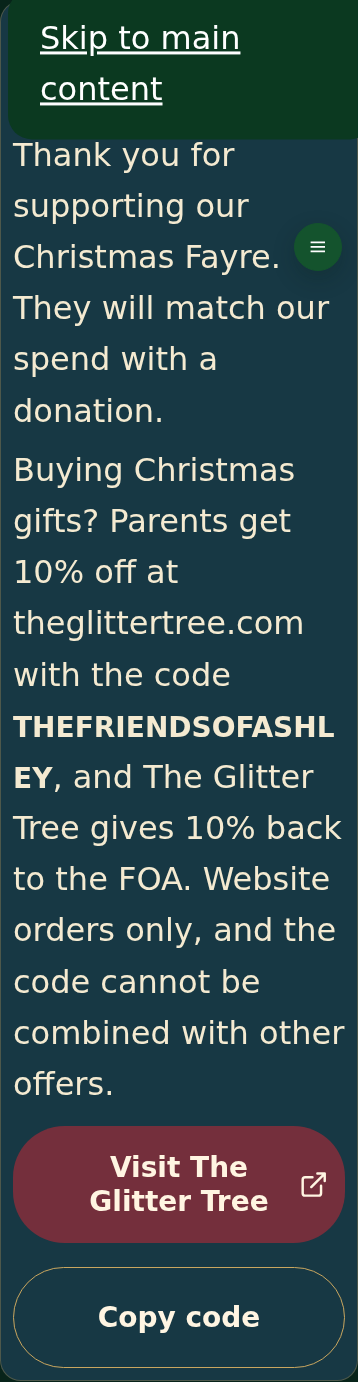 Skip to main
content
Thank you for
supporting our
Christmas Fayre.
They will match our
spend with a
donation.
Buying Christmas
gifts? Parents get
10% off at
theglittertree.com
with the code
THEFRIENDSOFASHL
EY, and The Glitter
Tree gives 10% back
to the FOA. Website
orders only, and the
code cannot be
combined with other
offers.
Visit The
Glitter Tree
Copy code